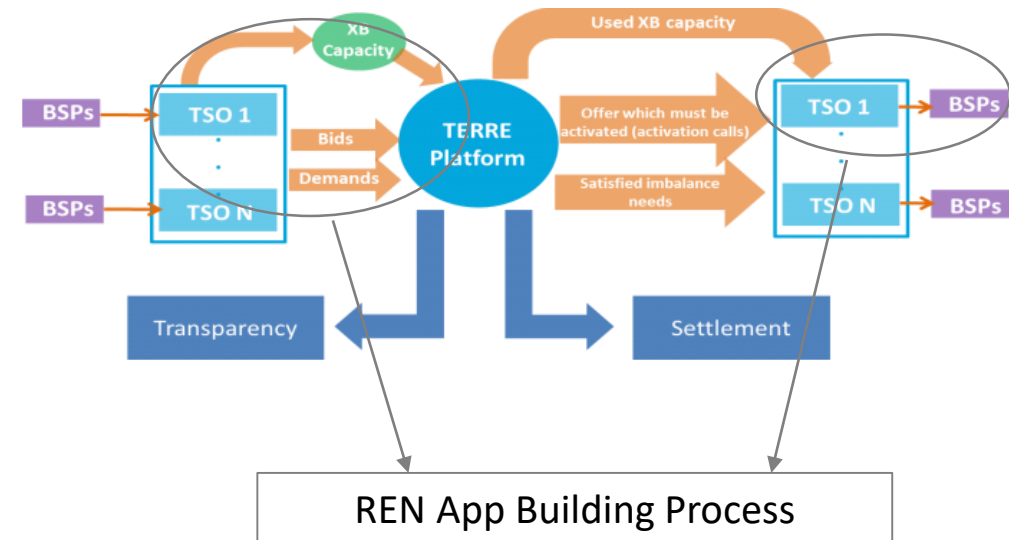 XB
Capacity
Used XB capacity
BSPs
TSO 1
Bids
Demands
BSPs
TSO N
TERRE
Platform
Offer which must be
activated (activation calls)
Satisfied imbalance
needs
TSO 1
BSPs
TSO N
BSPs
Transparency
Settlement
REN App Building Process